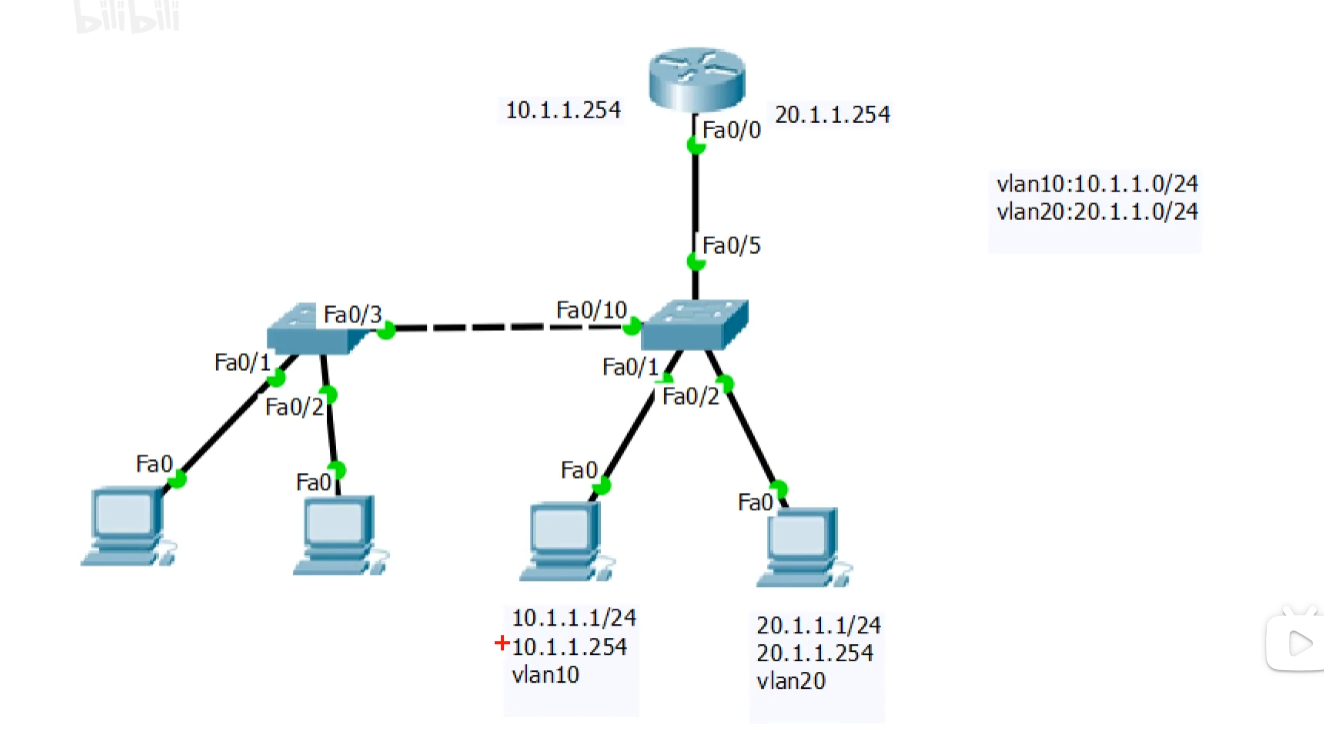 bilibili
10.1.1.254
20.1.1.254
Fa0/0
vlan10:10.1.1.0/24
vlan20:20.1.1.0/24
Fa0/5
Fa0/3
Fa0/10
Fa0/1
Fa0/2
Fa0/1
Fa0/2
Fa0
Fa0
Fa0
Fa0
10.1.1.1/24
10.1.1.254
vlan10
20.1.1.1/24
20.1.1.254
vlan20